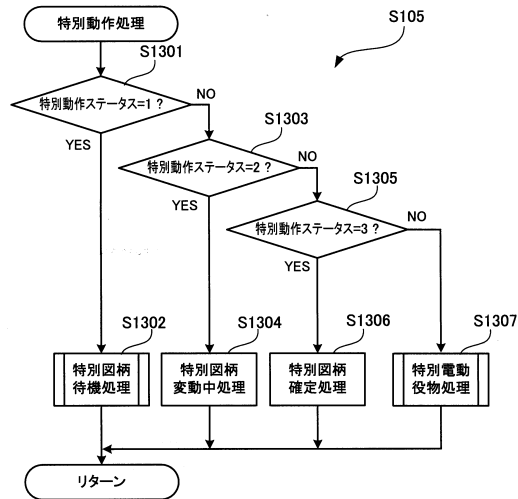 特別動作処理
S105
S1301
特別動作ステータス=1 ?
NO
YES
S1303
特別動作ステータス=2 ?
NO
YES
S1305
特別動作ステータス=3 ?
NO
YES
S1302
特別図柄
待機処理
S1304
特別図柄
変動中処理
S1306
特別図柄
確定処理
S1307
特別電動
役物処理
リターン